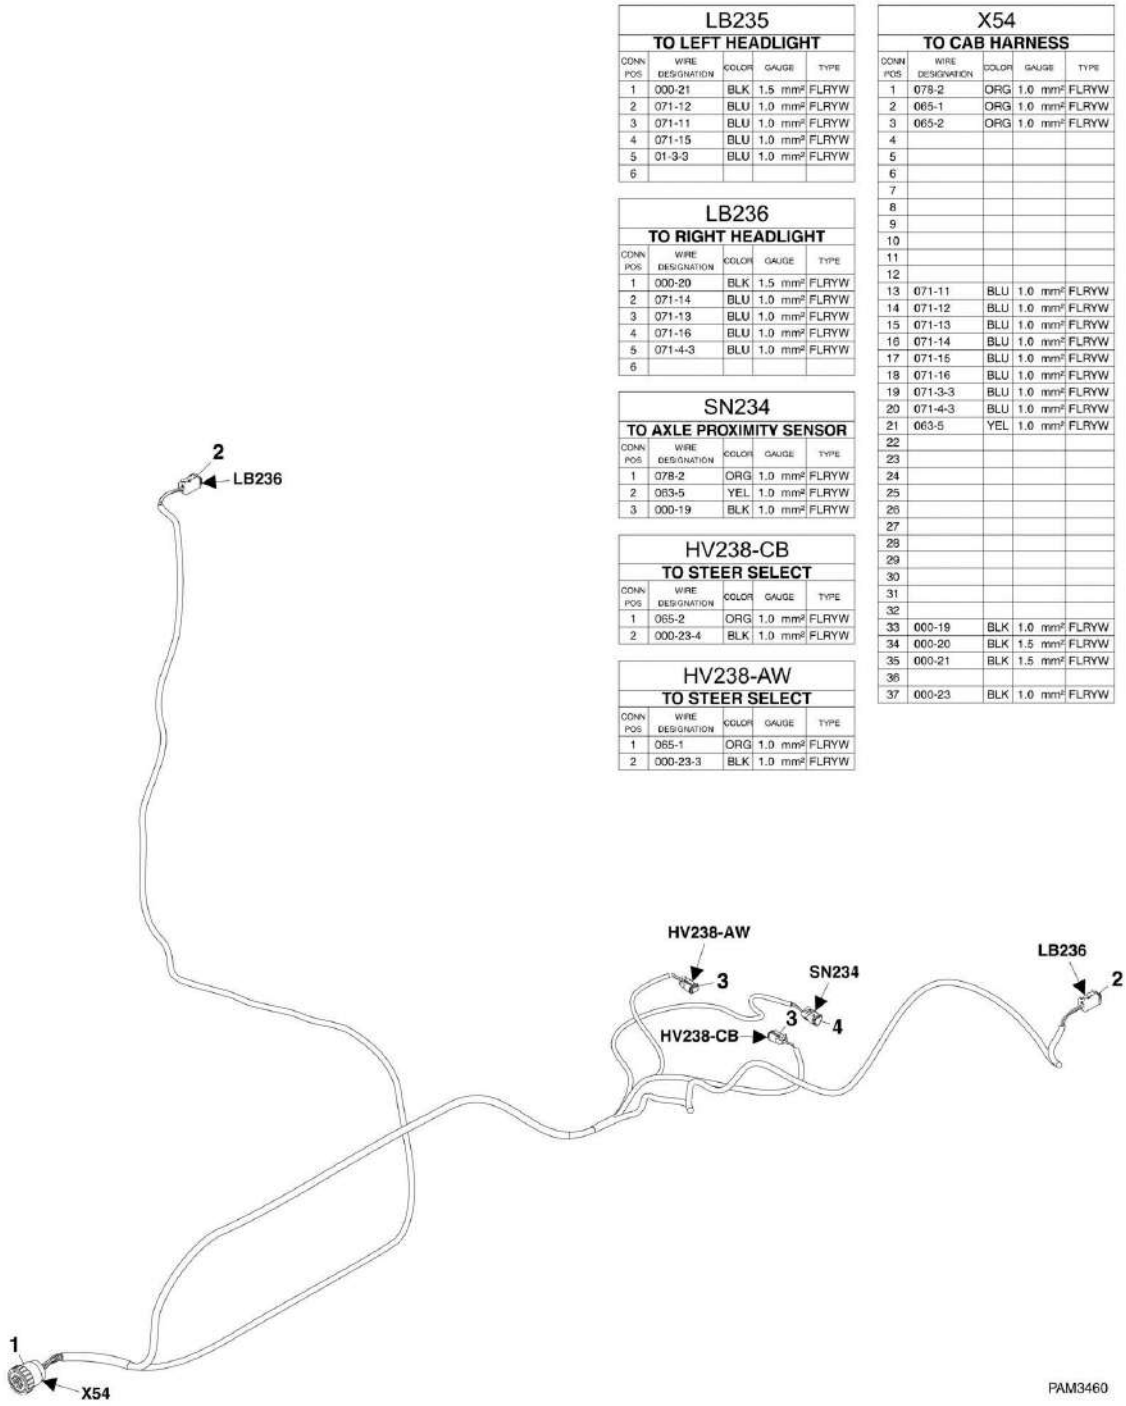 LB235
TO LEFT HEADLIGHT
CONN POS WIRE DESIGNATION COLOR GAUGE TYPE
1 000-21 BLK 1.5 mm² FLRYW
2 071-12 BLU 1.0 mm² FLRYW
3 071-11 BLU 1.0 mm² FLRYW
4 071-15 BLU 1.0 mm² FLRYW
5 01-3-3 BLU 1.0 mm² FLRYW
6
LB236
TO RIGHT HEADLIGHT
CONN POS WIRE DESIGNATION COLOR GAUGE TYPE
1 000-20 BLK 1.5 mm² FLRYW
2 071-14 BLU 1.0 mm² FLRYW
3 071-13 BLU 1.0 mm² FLRYW
4 071-16 BLU 1.0 mm² FLRYW
5 071-4-3 BLU 1.0 mm² FLRYW
6
SN234
TO AXLE PROXIMITY SENSOR
CONN POS WIRE DESIGNATION COLOR GAUGE TYPE
1 078-2 ORG 1.0 mm² FLRYW
2 063-5 YEL 1.0 mm² FLRYW
3 000-19 BLK 1.0 mm² FLRYW
HV238-CB
TO STEER SELECT
CONN POS WIRE DESIGNATION COLOR GAUGE TYPE
1 065-2 ORG 1.0 mm² FLRYW
2 000-23-4 BLK 1.0 mm² FLRYW
HV238-AW
TO STEER SELECT
CONN POS WIRE DESIGNATION COLOR GAUGE TYPE
1 065-1 ORG 1.0 mm² FLRYW
2 000-23-3 BLK 1.0 mm² FLRYW
X54
TO CAB HARNESS
CONN POS WIRE DESIGNATION COLOR GAUGE TYPE
1 078-2 ORG 1.0 mm² FLRYW
2 065-1 ORG 1.0 mm² FLRYW
3 065-2 ORG 1.0 mm² FLRYW
4
5
6
7
8
9
10
11
12
13 071-11 BLU 1.0 mm² FLRYW
14 071-12 BLU 1.0 mm² FLRYW
15 071-13 BLU 1.0 mm² FLRYW
16 071-14 BLU 1.0 mm² FLRYW
17 071-15 BLU 1.0 mm² FLRYW
18 071-16 BLU 1.0 mm² FLRYW
19 071-3-3 BLU 1.0 mm² FLRYW
20 071-4-3 BLU 1.0 mm² FLRYW
21 063-5 YEL 1.0 mm² FLRYW
22
23
24
25
26
27
28
29
30
31
32
33 000-19 BLK 1.0 mm² FLRYW
34 000-20 BLK 1.5 mm² FLRYW
35 000-21 BLK 1.5 mm² FLRYW
36
37 000-23 BLK 1.0 mm² FLRYW
2
LB236
HV238-AW
3
SN234
4
3
HV238-CB
LB236
2
1
X54
PAM3460